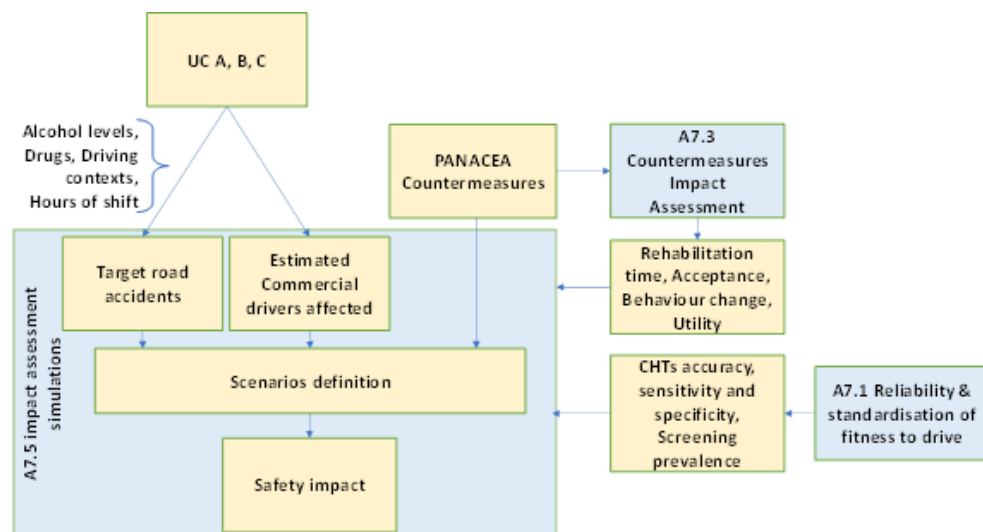 UC A, B, C
Alcohol levels,
Drugs, Driving
contexts,
Hours of shift
PANACEA
Countermeasures
A7.3
Countermeasures
Impact
Assessment
Target road
accidents
Estimated
Commercial
drivers affected
Rehabilitation
time, Acceptance,
Behaviour change,
Utility
A7.5 impact assessment
simulations
Scenarios definition
CHTs accuracy,
sensitivity and
specificity,
Screening
prevalence
A7.1 Reliability &
standardisation of
fitness to drive
Safety impact